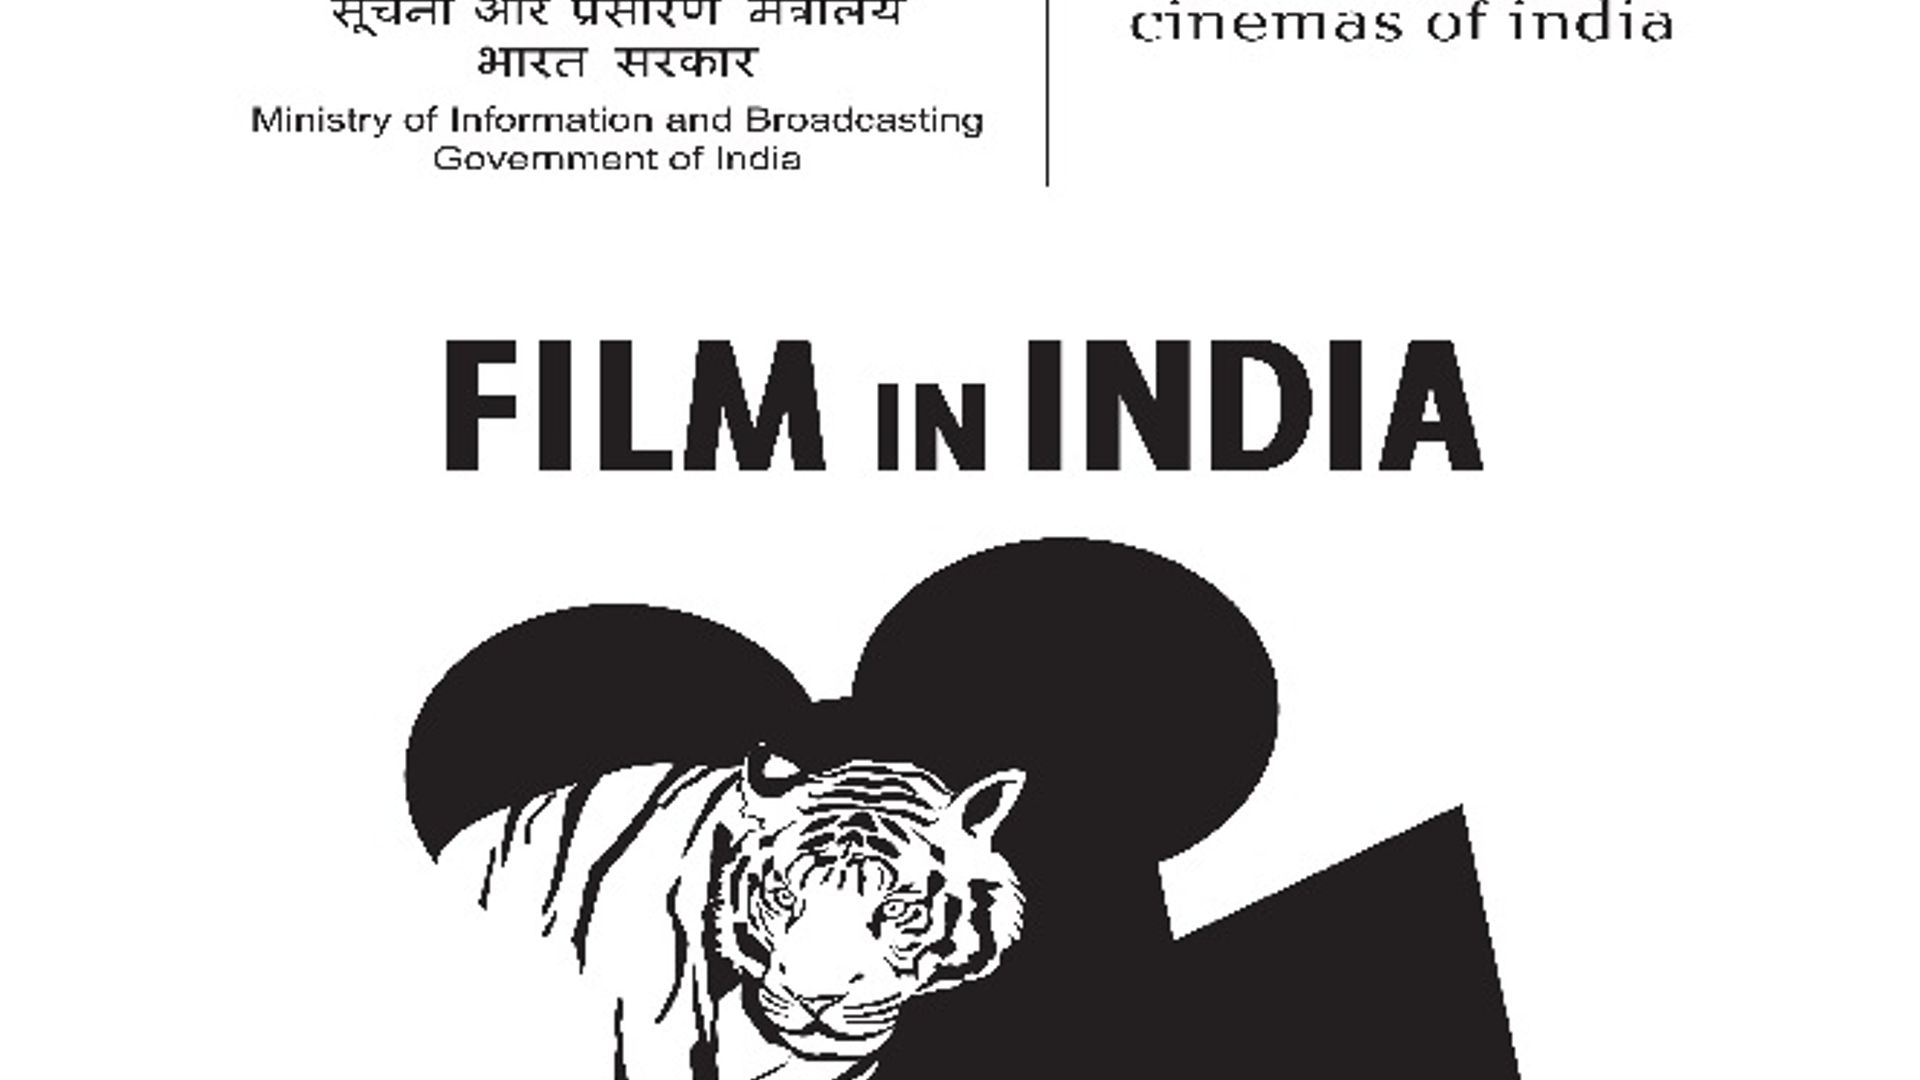 सूचना और प्रसारण मंत्रालय
भारत सरकार
Ministry of Information and Broadcasting
Government of India
cinemas of india
FILM IN INDIA